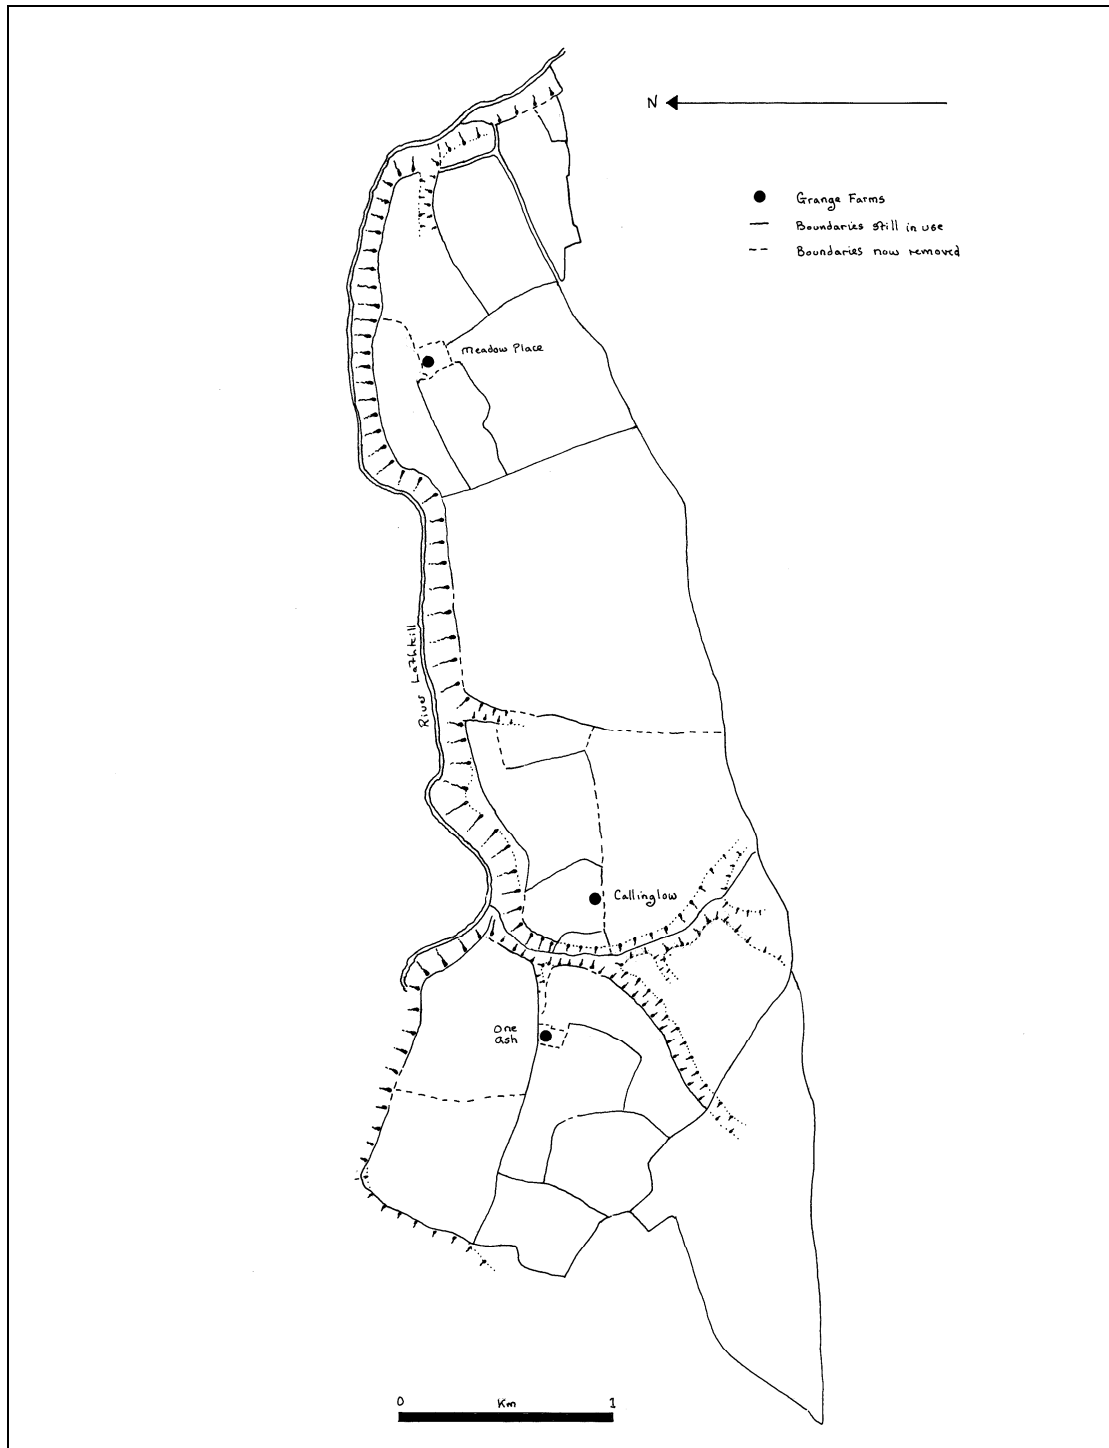 N
Grange Farms
Boundaries still in use
Boundaries now removed
Meadow Place
River Lathkill
Callinglow
One
Ash
0 Km 1